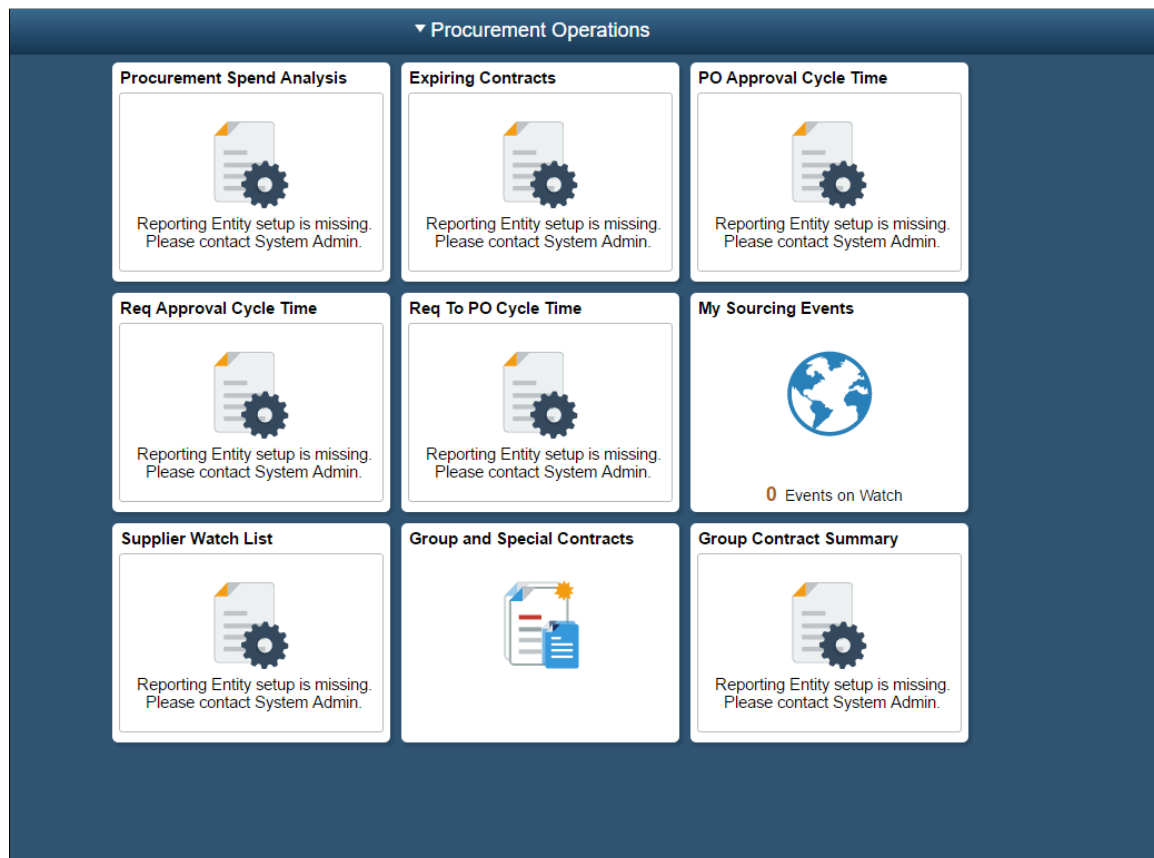 Procurement Operations
Procurement Spend Analysis
Reporting Entity setup is missing.
Please contact System Admin.
Expiring Contracts
Reporting Entity setup is missing.
Please contact System Admin.
PO Approval Cycle Time
Reporting Entity setup is missing.
Please contact System Admin.
Req Approval Cycle Time
Reporting Entity setup is missing.
Please contact System Admin.
Req To PO Cycle Time
Reporting Entity setup is missing.
Please contact System Admin.
My Sourcing Events
0 Events on Watch
Supplier Watch List
Reporting Entity setup is missing.
Please contact System Admin.
Group and Special Contracts
Group Contract Summary
Reporting Entity setup is missing.
Please contact System Admin.